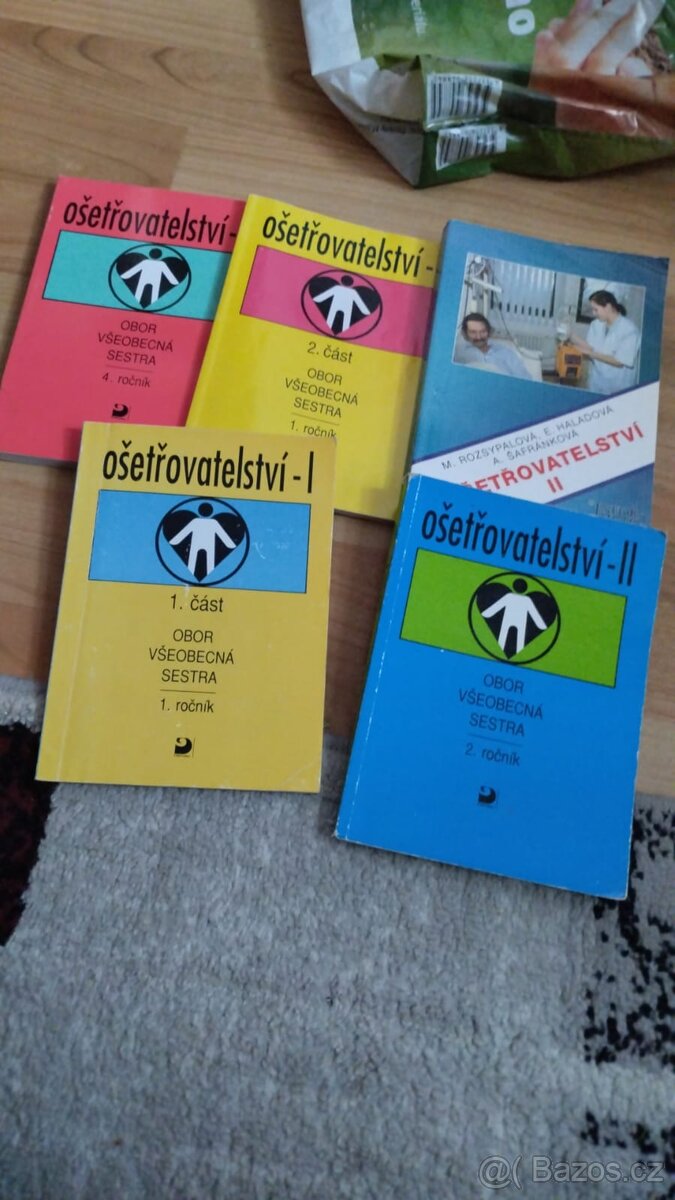 ošetřovatelství-
OBOR
VŠEOBECNÁ
SESTRA
4. ročník
ošetřovatelství-
2. část
OBOR
VŠEOBECNÁ
SESTRA
1. ročník
M. ROZSYPALOVÁ, E. HALADOVÁ
A. ŠAFRÁNKOVÁ
ŠETŘOVATELSTVÍ
II
ošetřovatelství-I
1. část
OBOR
VŠEOBECNÁ
SESTRA
1. ročník
ošetřovatelství-II
OBOR
VŠEOBECNÁ
SESTRA
2. ročník
@ Bazos.cz